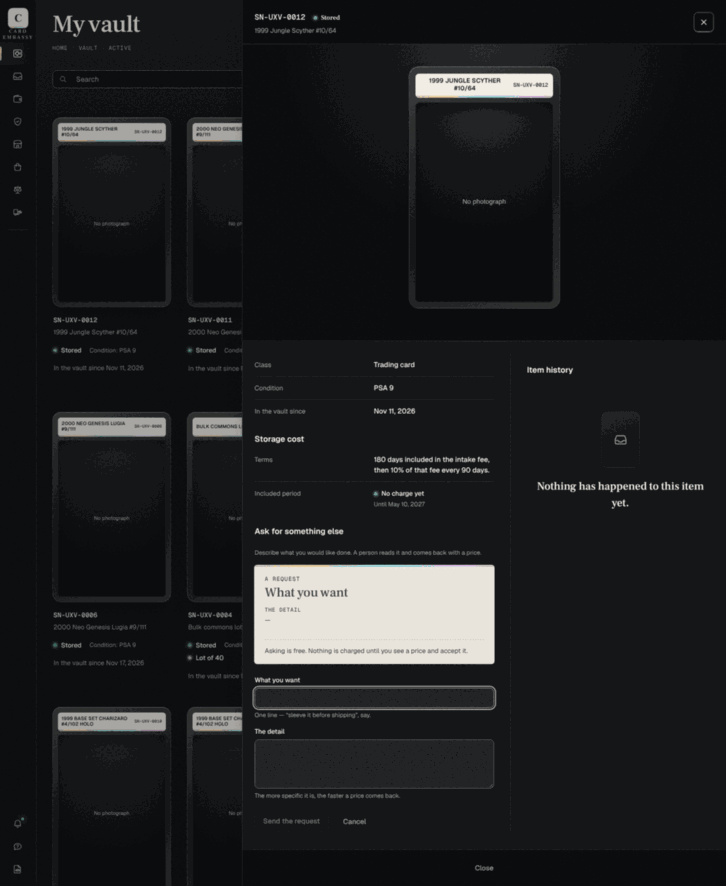 C
CARD
EMBASSY
My vault
HOME VAULT ACTIVE
Search
1999 JUNGLE SCYTHER
#10/64
SN-UXV-0012
No photograph
SN-UXV-0012
1999 Jungle Scyther #10/64
Stored Condition: PSA 9
In the vault since Nov 11, 2026
2000 NEO GENESIS
#9/111
No photograph
SN-UXV-0011
2000 Neo Genesi
Stored Condi
In the vault since
2000 NEO GENESIS LUGIA
#9/111
SN-UXV-0006
No photograph
SN-UXV-0006
2000 Neo Genesis Lugia #9/111
Stored Condition: PSA 9
In the vault since Nov 17, 2026
BULK COMMONS L
No photograph
SN-UXV-0004
Bulk commons lot
Stored Condi
Lot of 40
In the vault since
1999 BASE SET CHARIZARD
#4/102 HOLO
No photograph
1999 BASE SET CH
#4/102 HOLO
No photograph
SN-UXV-0012 Stored
1999 Jungle Scyther #10/64
1999 JUNGLE SCYTHER
#10/64
SN-UXV-0012
No photograph
Class Trading card
Condition PSA 9
In the vault since Nov 11, 2026
Storage cost
Terms 180 days included in the intake fee,
then 10% of that fee every 90 days.
Included period No charge yet
Until May 10, 2027
Ask for something else
Describe what you would like done. A person reads it and comes back with a price.
A REQUEST
What you want
THE DETAIL
—
Asking is free. Nothing is charged until you see a price and accept it.
What you want
One line — "sleeve it before shipping", say.
The detail
The more specific it is, the faster a price comes back.
Send the request Cancel
Item history
Nothing has happened to this item
yet.
Close